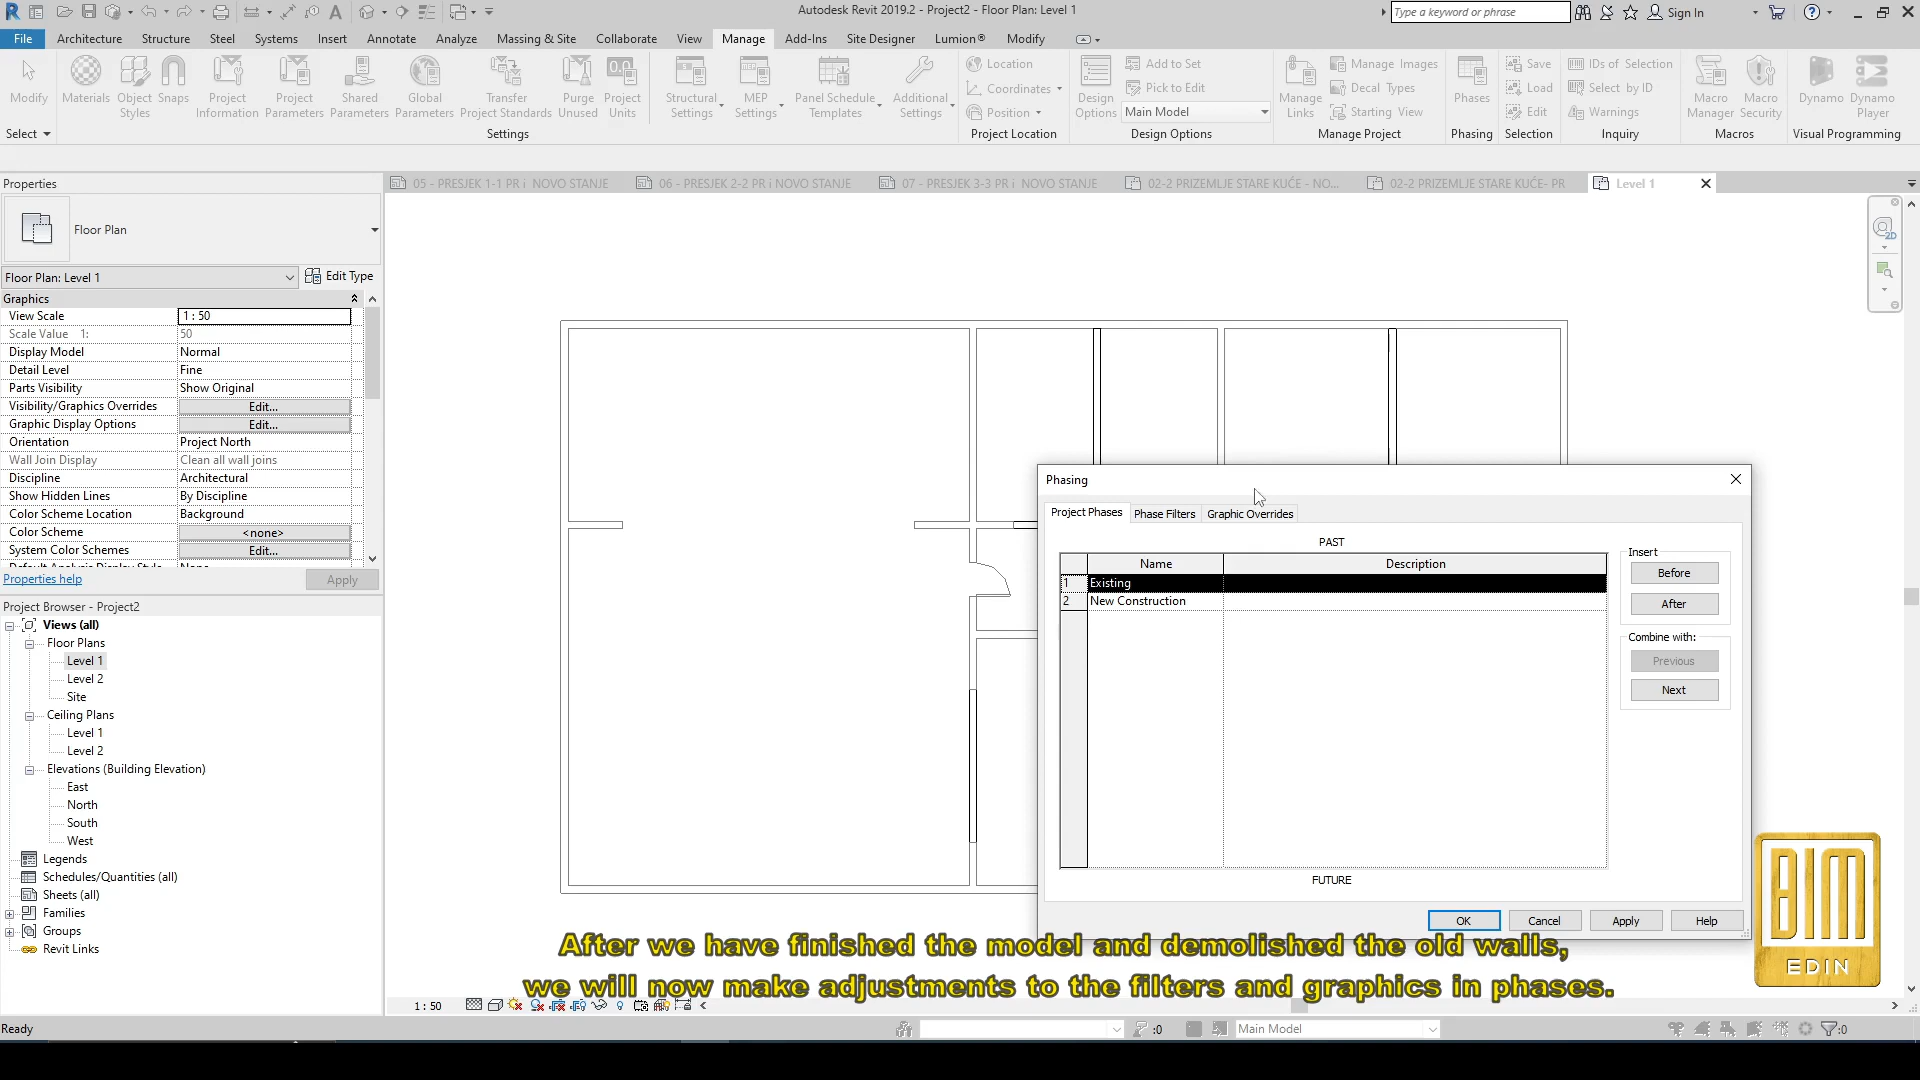 Autodesk Revit 2019.2 - Project2 - Floor Plan: Level 1
Type a keyword or phrase
Sign In
File Architecture Structure Steel Systems Insert Annotate Analyze Massing & Site Collaborate View Manage Add-Ins Site Designer Lumion® Modify
Modify
Materials
Object Styles
Snaps
Project Information
Project Parameters
Shared Parameters
Global Parameters
Transfer Project Standards
Purge Unused
Project Units
Structural Settings
MEP Settings
Panel Schedule Templates
Additional Settings
Location
Coordinates
Position
Design Options
Add to Set
Pick to Edit
Main Model
Manage Links
Manage Images
Decal Types
Starting View
Phases
Save
Load
Edit
IDs of Selection
Select by ID
Warnings
Macro Manager
Macro Security
Dynamo
Dynamo Player
Select
Settings
Project Location
Design Options
Manage Project
Phasing
Selection
Inquiry
Macros
Visual Programming
Properties
05 - PRESJEK 1-1 PR i NOVO STANJE
06 - PRESJEK 2-2 PR i NOVO STANJE
07 - PRESJEK 3-3 PR i NOVO STANJE
02-2 PRIZEMLJE STARE KUĆE - NO...
02-2 PRIZEMLJE STARE KUĆE- PR
Level 1
2D
Floor Plan
Floor Plan: Level 1
Edit Type
Graphics
View Scale 1 : 50
Scale Value 1: 50
Display Model Normal
Detail Level Fine
Parts Visibility Show Original
Visibility/Graphics Overrides Edit...
Graphic Display Options Edit...
Orientation Project North
Wall Join Display Clean all wall joins
Discipline Architectural
Show Hidden Lines By Discipline
Color Scheme Location Background
Color Scheme <none>
System Color Schemes Edit...
Properties help
Apply
Project Browser - Project2
Views (all)
Floor Plans
Level 1
Level 2
Site
Ceiling Plans
Level 1
Level 2
Elevations (Building Elevation)
East
North
South
West
Legends
Schedules/Quantities (all)
Sheets (all)
Families
Groups
Revit Links
Phasing
Project Phases Phase Filters Graphic Overrides
PAST
Name Description
1 Existing
2 New Construction
FUTURE
Insert
Before
After
Combine with:
Previous
Next
OK Cancel Apply Help
After we have finished the model and demolished the old walls,
we will now make adjustments to the filters and graphics in phases.
BIM
EDIN
1 : 50
Ready
:0
Main Model
:0